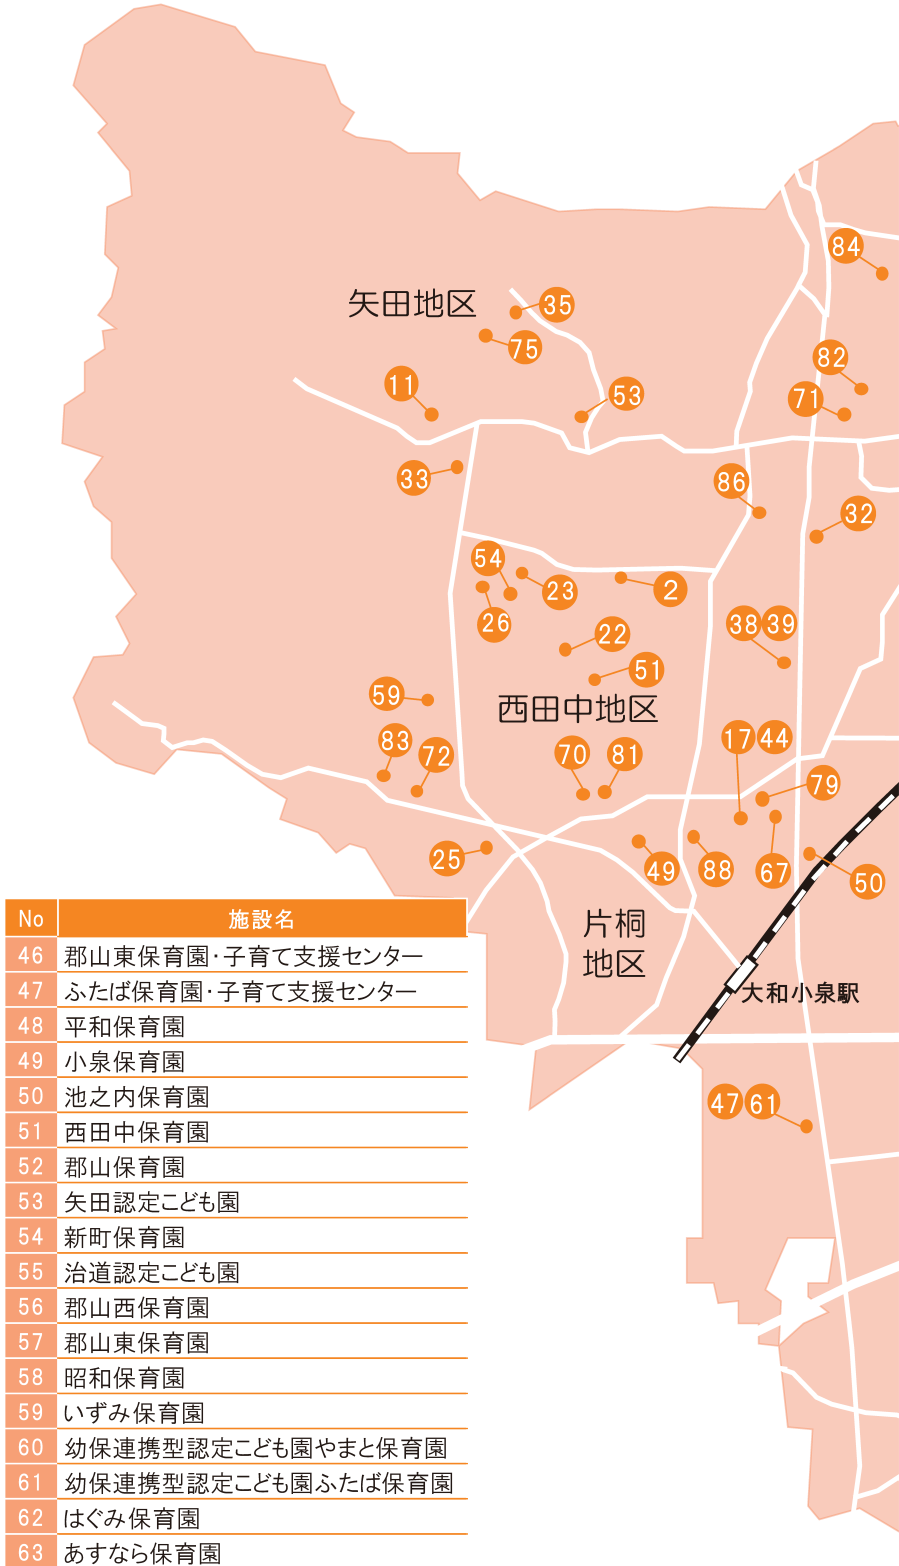 84
矢田地区
35
75
82
11
53
71
33
86
32
54
23
2
26
22
38 39
51
59
西田中地区
83
72
70
81
17 44
79
25
49
88
67
50
片桐
地区
大和小泉駅
47 61
No 施設名
46 郡山東保育園・子育て支援センター
47 ふたば保育園・子育て支援センター
48 平和保育園
49 小泉保育園
50 池之内保育園
51 西田中保育園
52 郡山保育園
53 矢田認定こども園
54 新町保育園
55 治道認定こども園
56 郡山西保育園
57 郡山東保育園
58 昭和保育園
59 いずみ保育園
60 幼保連携型認定こども園やまと保育園
61 幼保連携型認定こども園ふたば保育園
62 はぐみ保育園
63 あすなら保育園